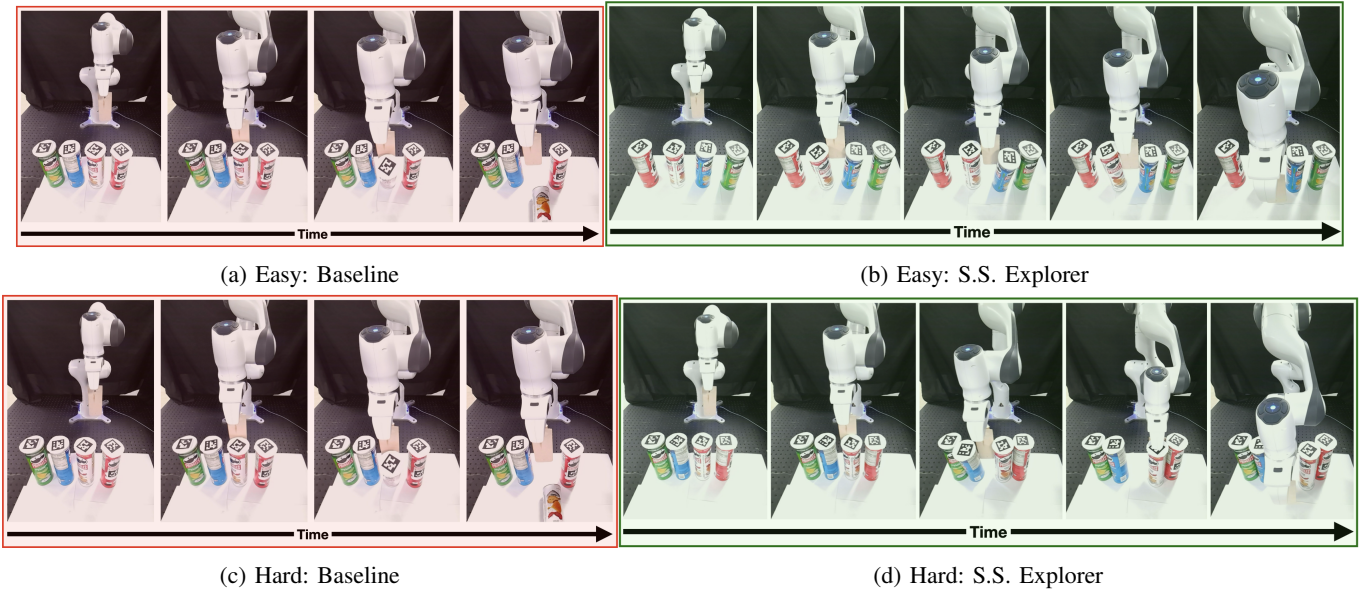 Time
Time
(a) Easy: Baseline
(b) Easy: S.S. Explorer
Time
Time
(c) Hard: Baseline
(d) Hard: S.S. Explorer